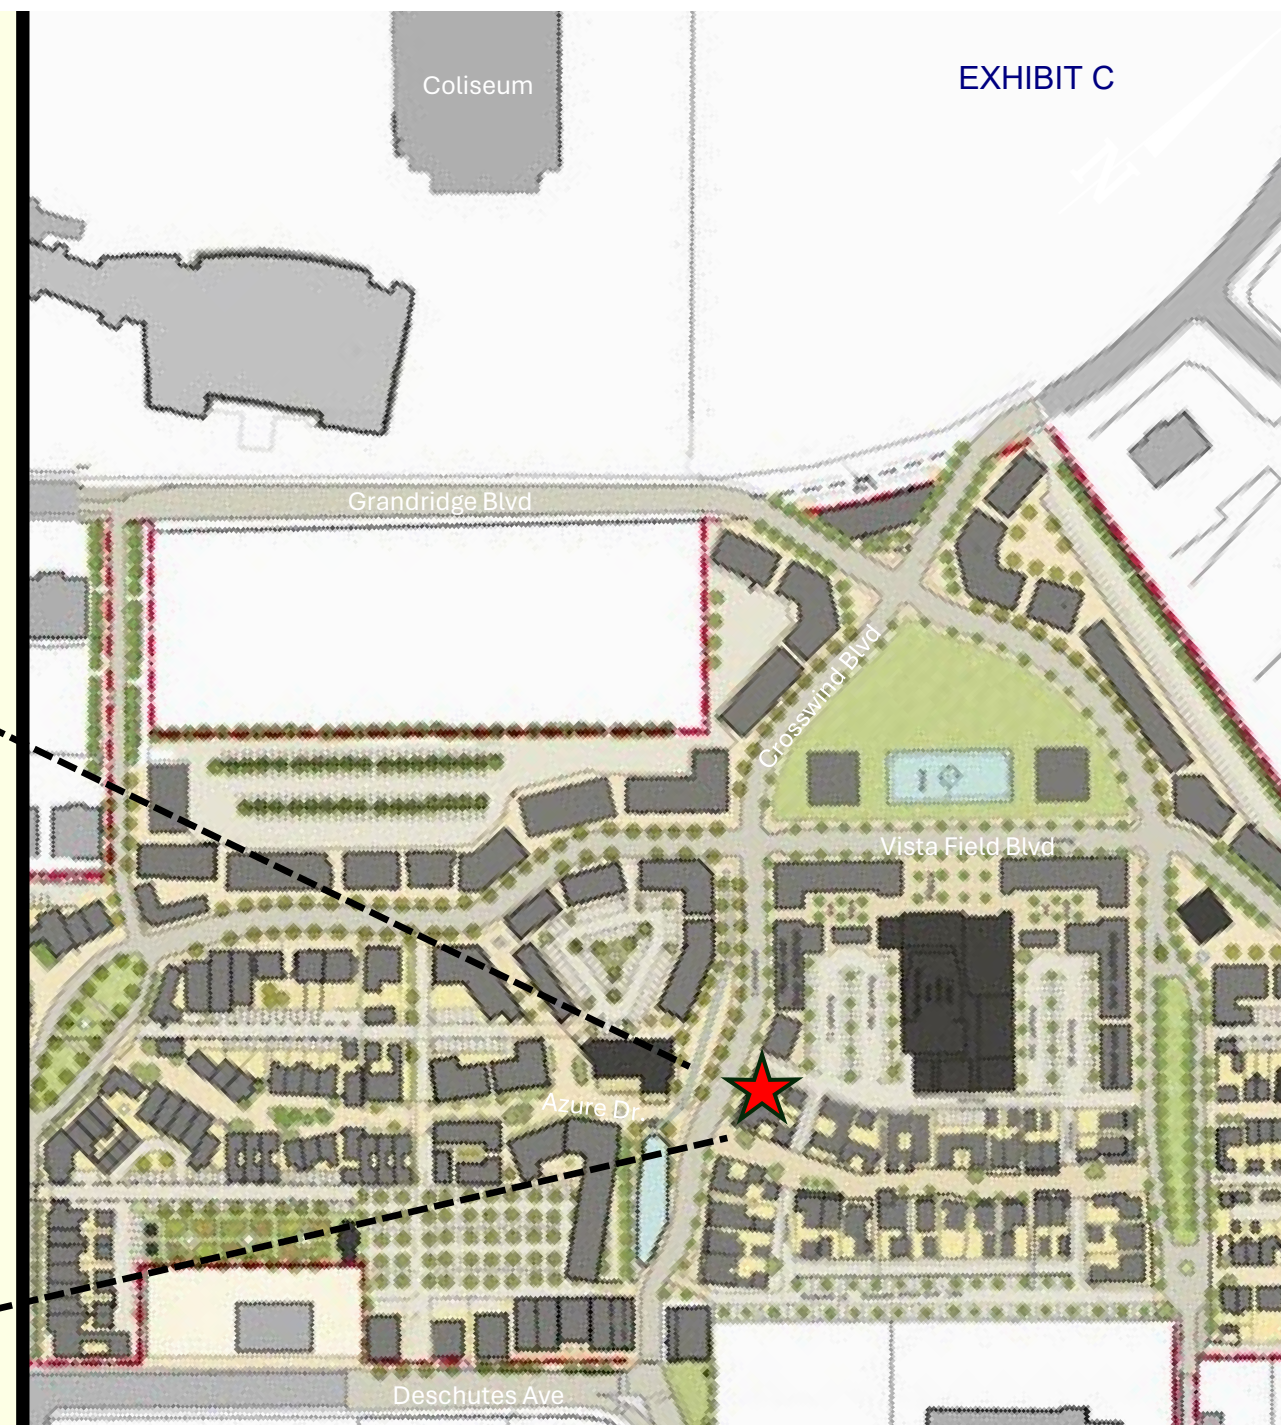 Coliseum
EXHIBIT C
N
Grandridge Blvd
Crosswind Blvd
Vista Field Blvd
Azure Dr.
Deschutes Ave